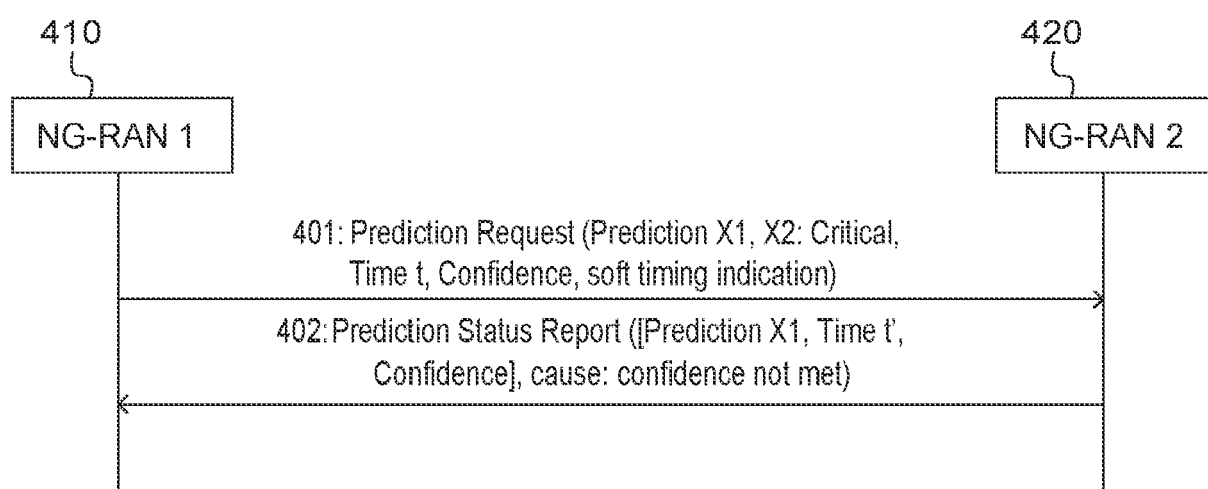 410
420
NG-RAN 1
NG-RAN 2
401: Prediction Request (Prediction X1, X2: Critical,
Time t, Confidence, soft timing indication)
402: Prediction Status Report ([Prediction X1, Time t',
Confidence], cause: confidence not met)